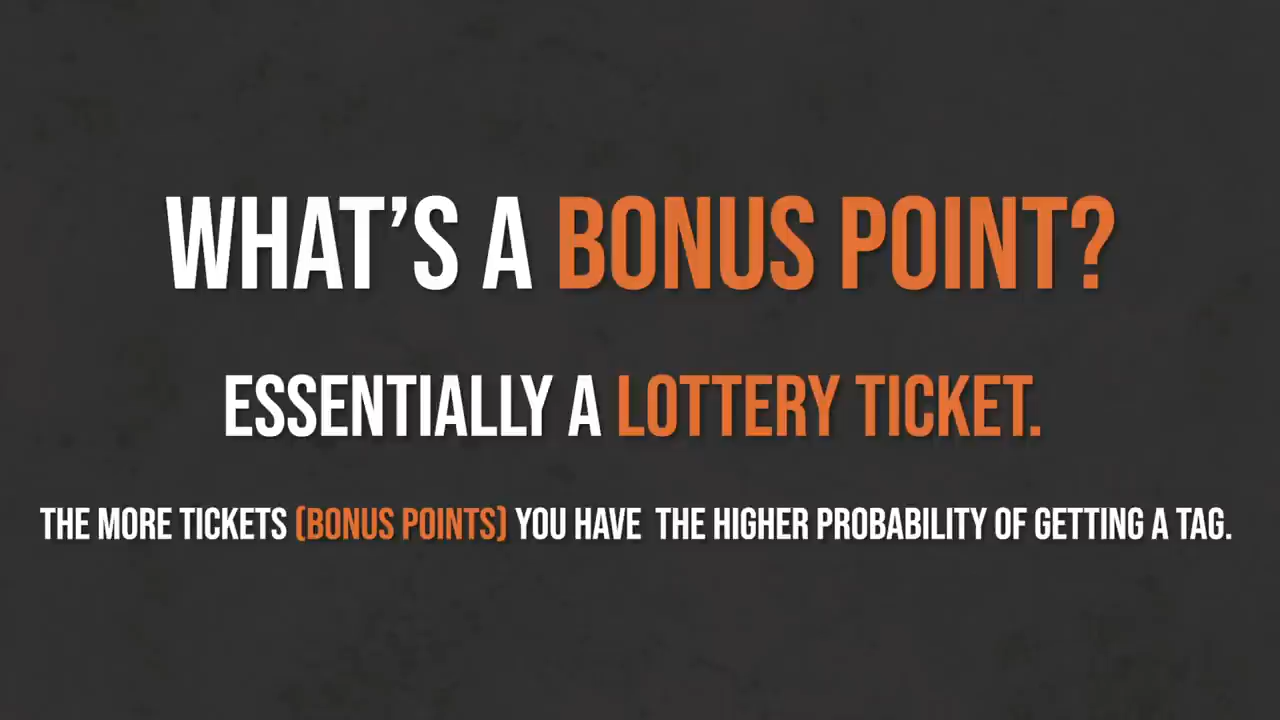 WHAT'S A BONUS POINT?
ESSENTIALLY A LOTTERY TICKET.
THE MORE TICKETS (BONUS POINTS) YOU HAVE THE HIGHER PROBABILITY OF GETTING A TAG.